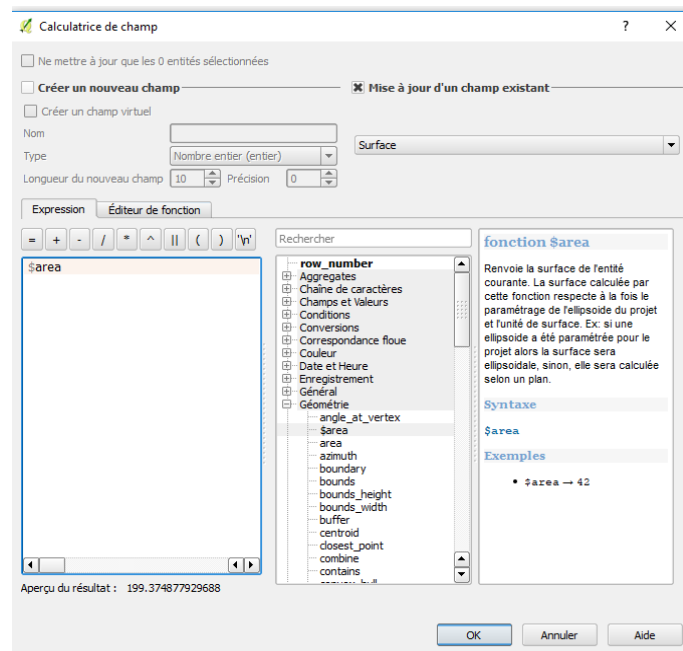 Calculatrice de champ
?
Ne mettre à jour que les 0 entités sélectionnées
Créer un nouveau champ
Mise à jour d'un champ existant
Créer un champ virtuel
Nom
Type
Nombre entier (entier)
Surface
Longueur du nouveau champ
10
Précision
0
Expression
Éditeur de fonction
= + - / * ^ || ( ) '\n'
$area
Rechercher
row_number
Aggregates
Chaîne de caractères
Champs et Valeurs
Conditions
Conversions
Correspondance floue
Couleur
Date et Heure
Enregistrement
Général
Géométrie
angle_at_vertex
$area
area
azimuth
boundary
bounds
bounds_height
bounds_width
buffer
centroid
closest_point
combine
contains
fonction $area
Renvoie la surface de l'entité
courante. La surface calculée par
cette fonction respecte à la fois le
paramétrage de l'ellipsoide du projet
et l'unité de surface. Ex: si une
ellipsoide a été paramétrée pour le
projet alors la surface sera
ellipsoidale, sinon, elle sera calculée
selon un plan.
Syntaxe
$area
Exemples
• $area → 42
Aperçu du résultat : 199.374877929688
OK
Annuler
Aide